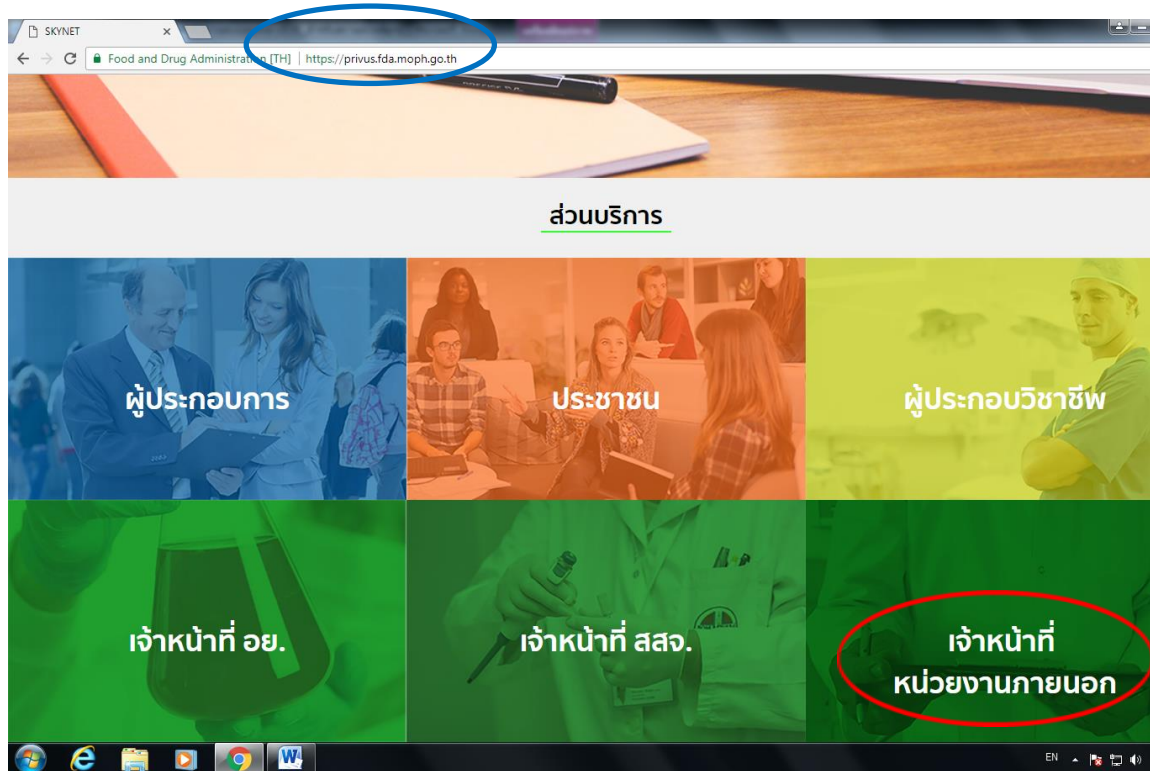 SKYNET
Food and Drug Administration [TH] https://privus.fda.moph.go.th
ส่วนบริการ
ผู้ประกอบการ
ประชาชน
ผู้ประกอบวิชาชีพ
เจ้าหน้าที่ อย.
เจ้าหน้าที่ สสจ.
เจ้าหน้าที่
หน่วยงานภายนอก
EN